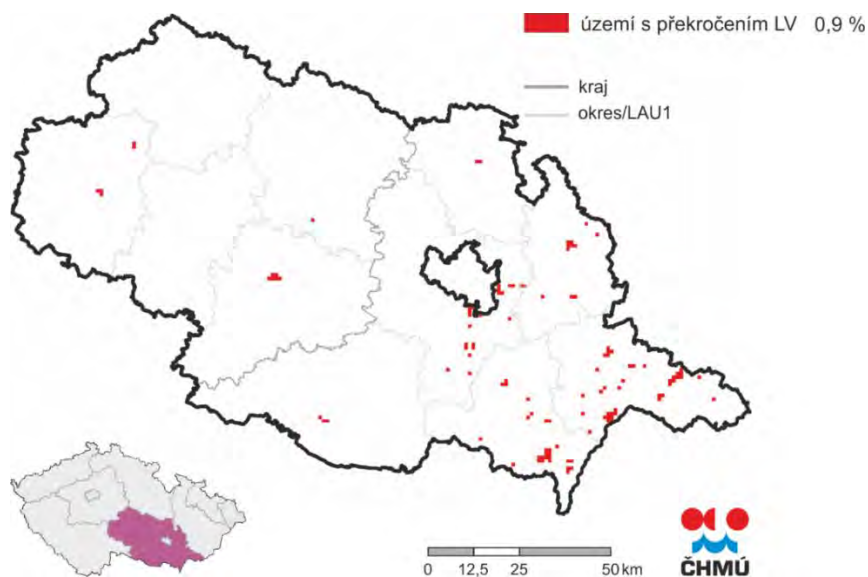 území s překročením LV 0,9 %
kraj
okres/LAU1
0 12,5 25 50 km
ČHMÚ